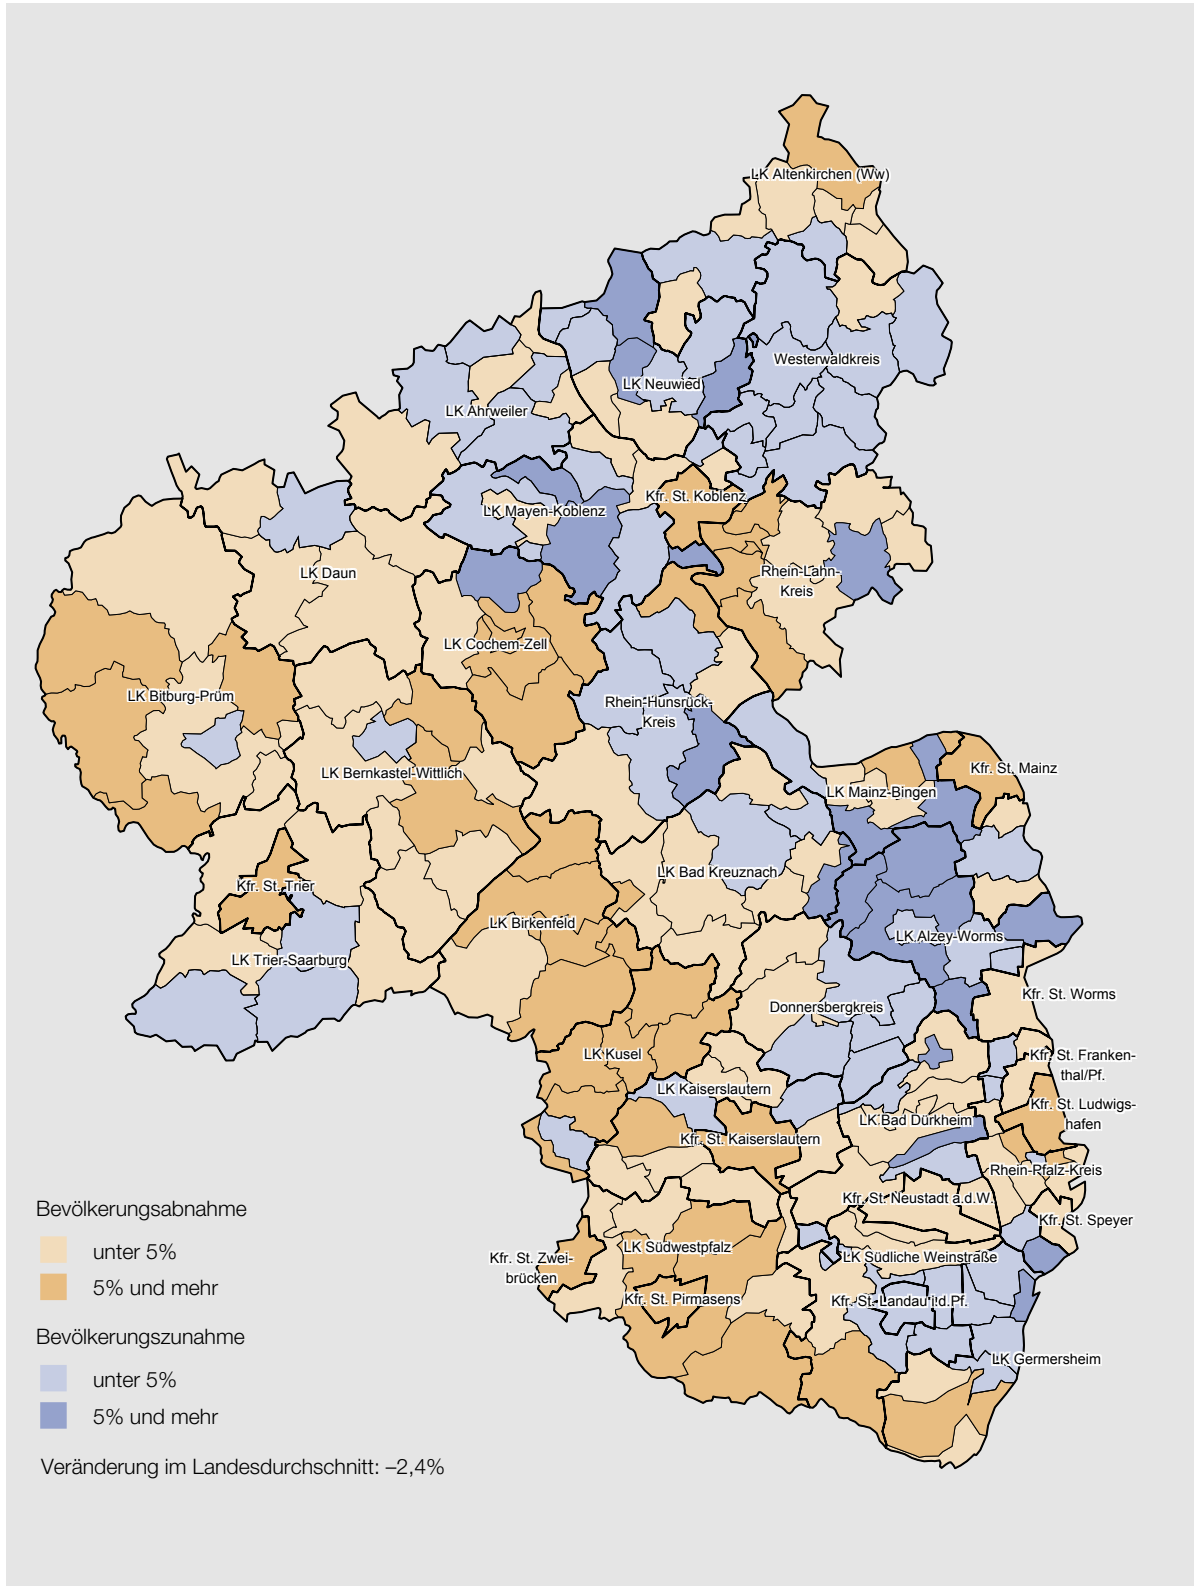 LK Altenkirchen (Ww)
Westerwaldkreis
LK Neuwied
LK Ahrweiler
Kfr. St. Koblenz
LK Mayen-Koblenz
LK Daun
Rhein-Lahn-
Kreis
LK Cochem-Zell
LK Bitburg-Prüm
Rhein-Hunsrück-
Kreis
LK Bernkastel-Wittlich
Kfr. St. Mainz
LK Mainz-Bingen
LK Bad Kreuznach
Kfr. St. Trier
LK Birkenfeld
LK Alzey-Worms
LK Trier-Saarburg
Kfr. St. Worms
Donnersbergkreis
LK Kusel
Kfr. St. Franken-
thal/Pf.
LK Kaiserslautern
Kfr. St. Ludwigs-
hafen
LK Bad Dürkheim
Kfr. St. Kaiserslautern
Rhein-Pfalz-Kreis
Kfr. St. Neustadt a.d.W.
Kfr. St. Speyer
LK Südwestpfalz
Kfr. St. Zwei-
brücken
LK Südliche Weinstraße
Kfr. St. Pirmasens
Kfr. St. Landau i.d.Pf.
LK Germersheim
Bevölkerungsabnahme
unter 5%
5% und mehr
Bevölkerungszunahme
unter 5%
5% und mehr
Veränderung im Landesdurchschnitt: –2,4%